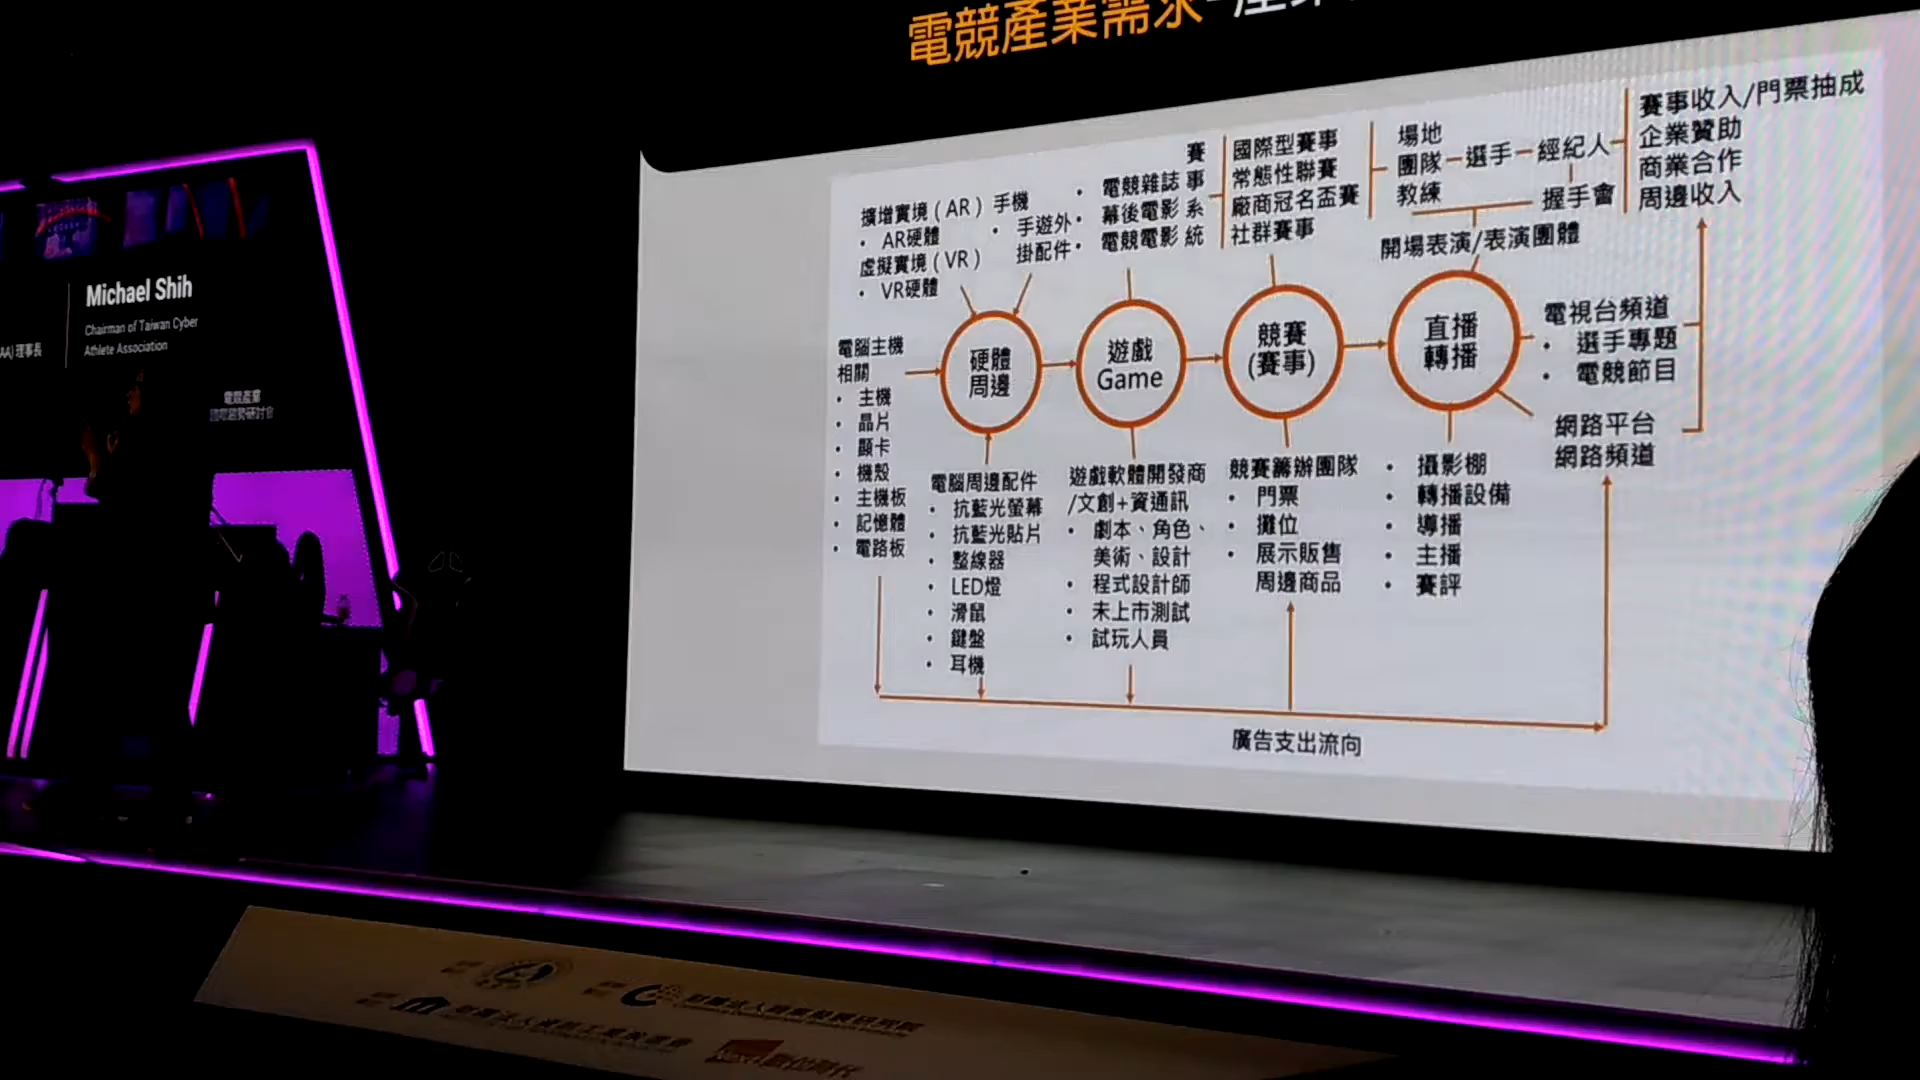 電競產業需求-產業
Michael Shih
Chairman of Taiwan Cyber
Athlete Association
AA) 理事長
電競產業
擴增實境(AR)
• AR硬體
虛擬實境(VR)
• VR硬體
手機
• 手遊外
掛配件
• 電競雜誌
• 幕後電影
• 電競電影
賽
事
系
統
國際型賽事
常態性聯賽
廠商冠名盃賽
社群賽事
場地
團隊
教練
選手
經紀人
握手會
賽事收入/門票抽成
企業贊助
商業合作
周邊收入
開場表演/表演團體
電腦主機
相關
• 主機
• 晶片
• 顯卡
• 機殼
• 主機板
• 記憶體
• 電路板
硬體
周邊
遊戲
Game
競賽
(賽事)
直播
轉播
電視台頻道
• 選手專題
• 電競節目
網路平台
網路頻道
電腦周邊配件
• 抗藍光螢幕
• 抗藍光貼片
• 整線器
• LED燈
• 滑鼠
• 鍵盤
• 耳機
遊戲軟體開發商
/文創+資通訊
• 劇本、角色、
美術、設計
• 程式設計師
• 未上市測試
• 試玩人員
競賽籌辦團隊
• 門票
• 攤位
• 展示販售
周邊商品
• 攝影棚
• 轉播設備
• 導播
• 主播
• 賽評
廣告支出流向